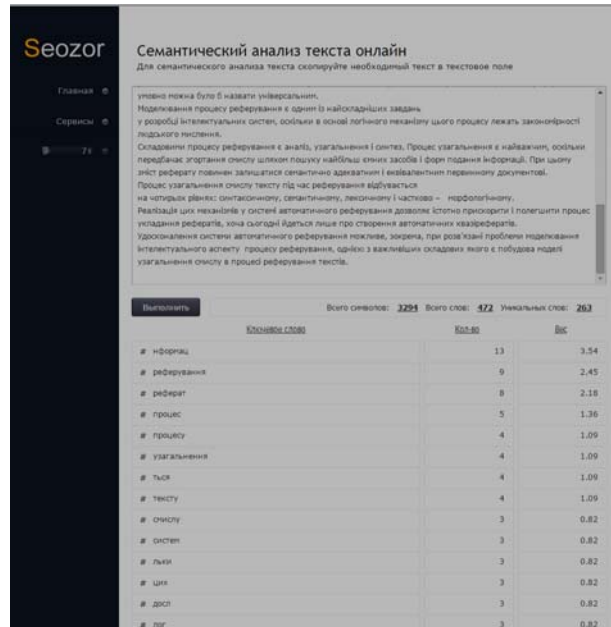 Seozor
Главная
Сервисы
71
Семантический анализ текста онлайн
Для семантического анализа текста скопируйте необходимый текст в текстовое поле
умовно можна було б назвати універсальним.
Моделювання процесу реферування є одним із найскладніших завдань
у розробці інтелектуальних систем, оскільки в основі логічного механізму цього процесу лежать закономірності
людського мислення.
Складовими процесу реферування є аналіз, узагальнення і синтез. Процес узагальнення є найважчим, оскільки
передбачає згортання смислу шляхом пошуку найбільш ємних засобів і форм подання інформації. При цьому
зміст реферату повинен залишатися семантично адекватним і еквівалентним первинному документові.
Процес узагальнення смислу тексту під час реферування відбувається
на чотирьох рівнях: синтаксичному, семантичному, лексичному і частково – морфологічному.
Реалізація цих механізмів у системі автоматичного реферування дозволяє істотно прискорити і полегшити процес
укладання рефератів, хоча сьогодні йдеться лише про створення автоматичних квазірефератів.
Удосконалення системи автоматичного реферування можливе, зокрема, при розв'язані проблеми моделювання
інтелектуального аспекту процесу реферування, однією з важливіших складових якого є побудова моделі
узагальнення смислу в процесі реферування текстів.
Выполнить Всего символов: 3294 Всего слов: 472 Уникальных слов: 263
Ключевое слово Кол-во Вес
# нформац 13 3.54
# реферування 9 2.45
# реферат 8 2.18
# процес 5 1.36
# процесу 4 1.09
# узагальнення 4 1.09
# ться 4 1.09
# тексту 4 1.09
# смислу 3 0.82
# систем 3 0.82
# льки 3 0.82
# цих 3 0.82
# досл 3 0.82
# лог 3 0.82